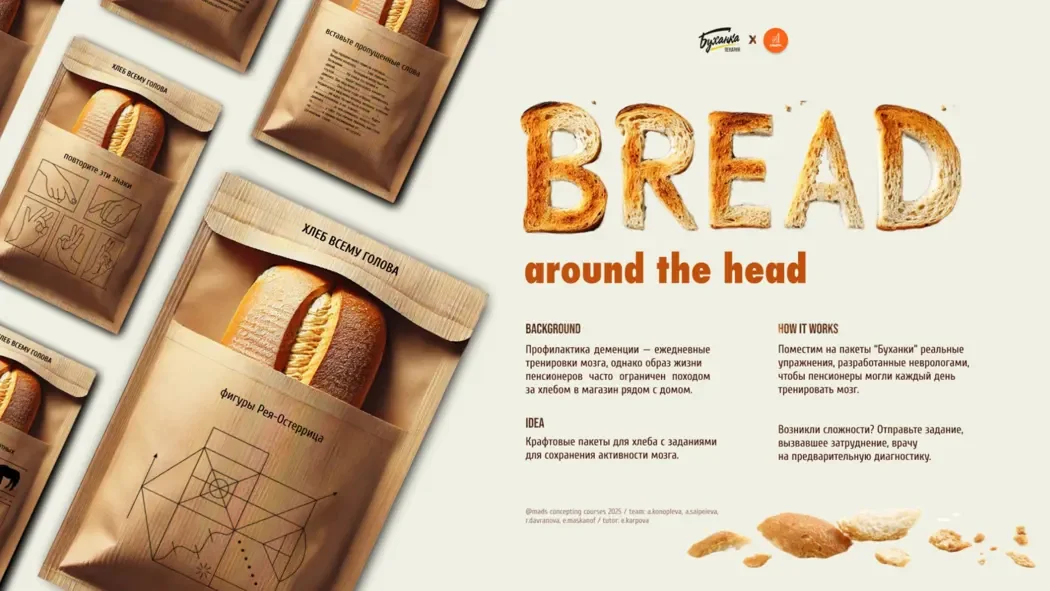 ХЛЕБ ВСЕМУ ГОЛОВА
повторите эти знаки
вставьте пропущенные слова
ХЛЕБ ВСЕМУ ГОЛОВА
фигуры Рея-Остеррица
ХЛЕБ ВСЕМУ ГОЛОВА
Буханка
ПЕКАРНЯ
X
BREAD
around the head
BACKGROUND
Профилактика деменции — ежедневные
тренировки мозга, однако образ жизни
пенсионеров часто ограничен походом
за хлебом в магазин рядом с домом.
IDEA
Крафтовые пакеты для хлеба с заданиями
для сохранения активности мозга.
HOW IT WORKS
Поместим на пакеты "Буханки" реальные
упражнения, разработанные неврологами,
чтобы пенсионеры могли каждый день
тренировать мозг.
Возникли сложности? Отправьте задание,
вызвавшее затруднение, врачу
на предварительную диагностику.
@mads concepting courses 2025 / team: a.konopleva, a.salpeieva,
r.davranova, e.maskaeof / tutor: e.karpova